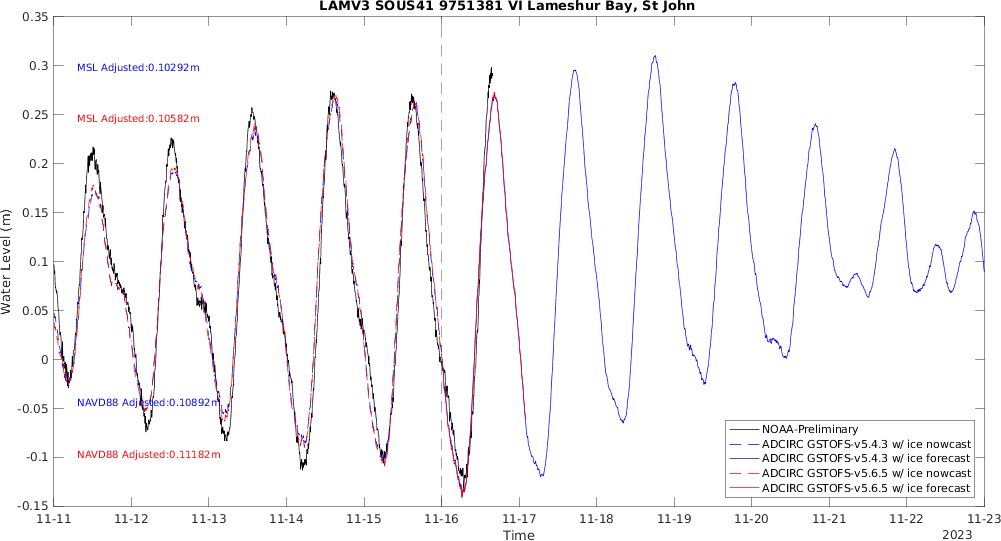 LAMV3 SOUS41 9751381 VI Lameshur Bay, St John
0.35
0.3
0.25
0.2
0.15
0.1
0.05
0
-0.05
-0.1
-0.15
Water Level (m)
MSL Adjusted:0.10292m
MSL Adjusted:0.10582m
NAVD88 Adjusted:0.10892m
NAVD88 Adjusted:0.11182m
NOAA-Preliminary
ADCIRC GSTOFS-v5.4.3 w/ ice nowcast
ADCIRC GSTOFS-v5.4.3 w/ ice forecast
ADCIRC GSTOFS-v5.6.5 w/ ice nowcast
ADCIRC GSTOFS-v5.6.5 w/ ice forecast
11-11 11-12 11-13 11-14 11-15 11-16 11-17 11-18 11-19 11-20 11-21 11-22 11-23
Time
2023